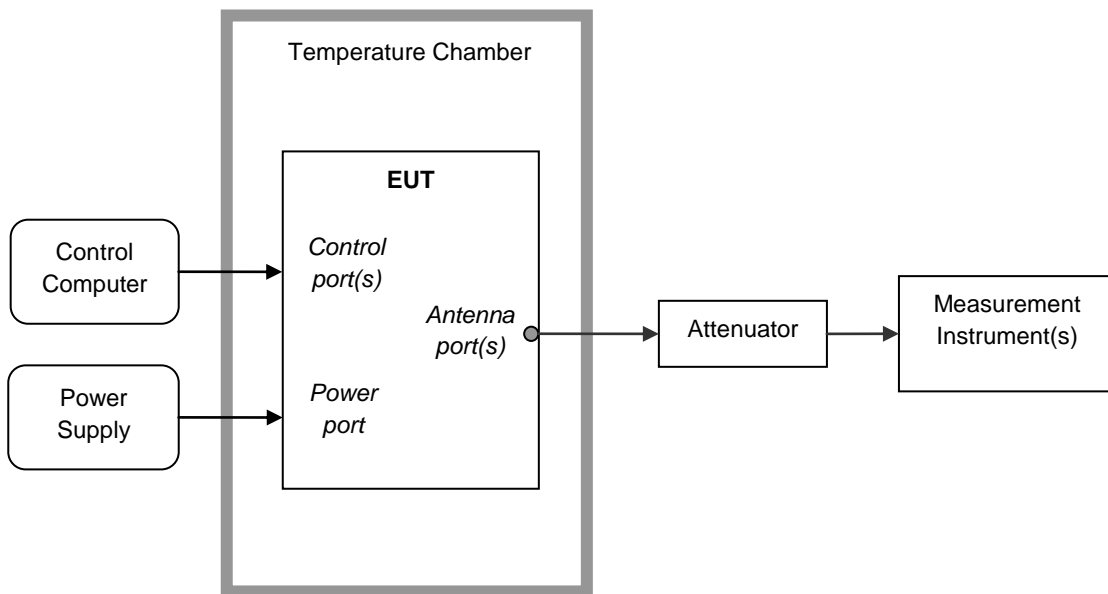 Temperature Chamber
EUT
Control
Computer
Control
port(s)
Antenna
port(s)
Attenuator
Measurement
Instrument(s)
Power
Supply
Power
port